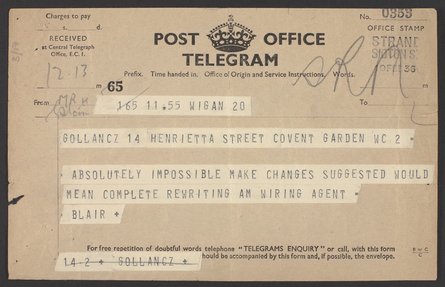 Charges to pay
s. d.
RECEIVED
at Central Telegraph
Office, E.C.1.
POST OFFICE
TELEGRAM
No. 0333
OFFICE STAMP
STRAND
Prefix. Time handed in. Office of Origin and Service Instructions. Words.
12.13
m
65
From
165 11.55 WIGAN 20
GOLLANCZ 14 HENRIETTA STREET COVENT GARDEN WC 2 -
ABSOLUTELY IMPOSSIBLE MAKE CHANGES SUGGESTED WOULD
MEAN COMPLETE REWRITING AM WIRING AGENT -
BLAIR +
For free repetition of doubtful words telephone "TELEGRAMS ENQUIRY" or call, with this form
14-2 + GOLLANCZ + should be accompanied by this form and, if possible, the envelope.